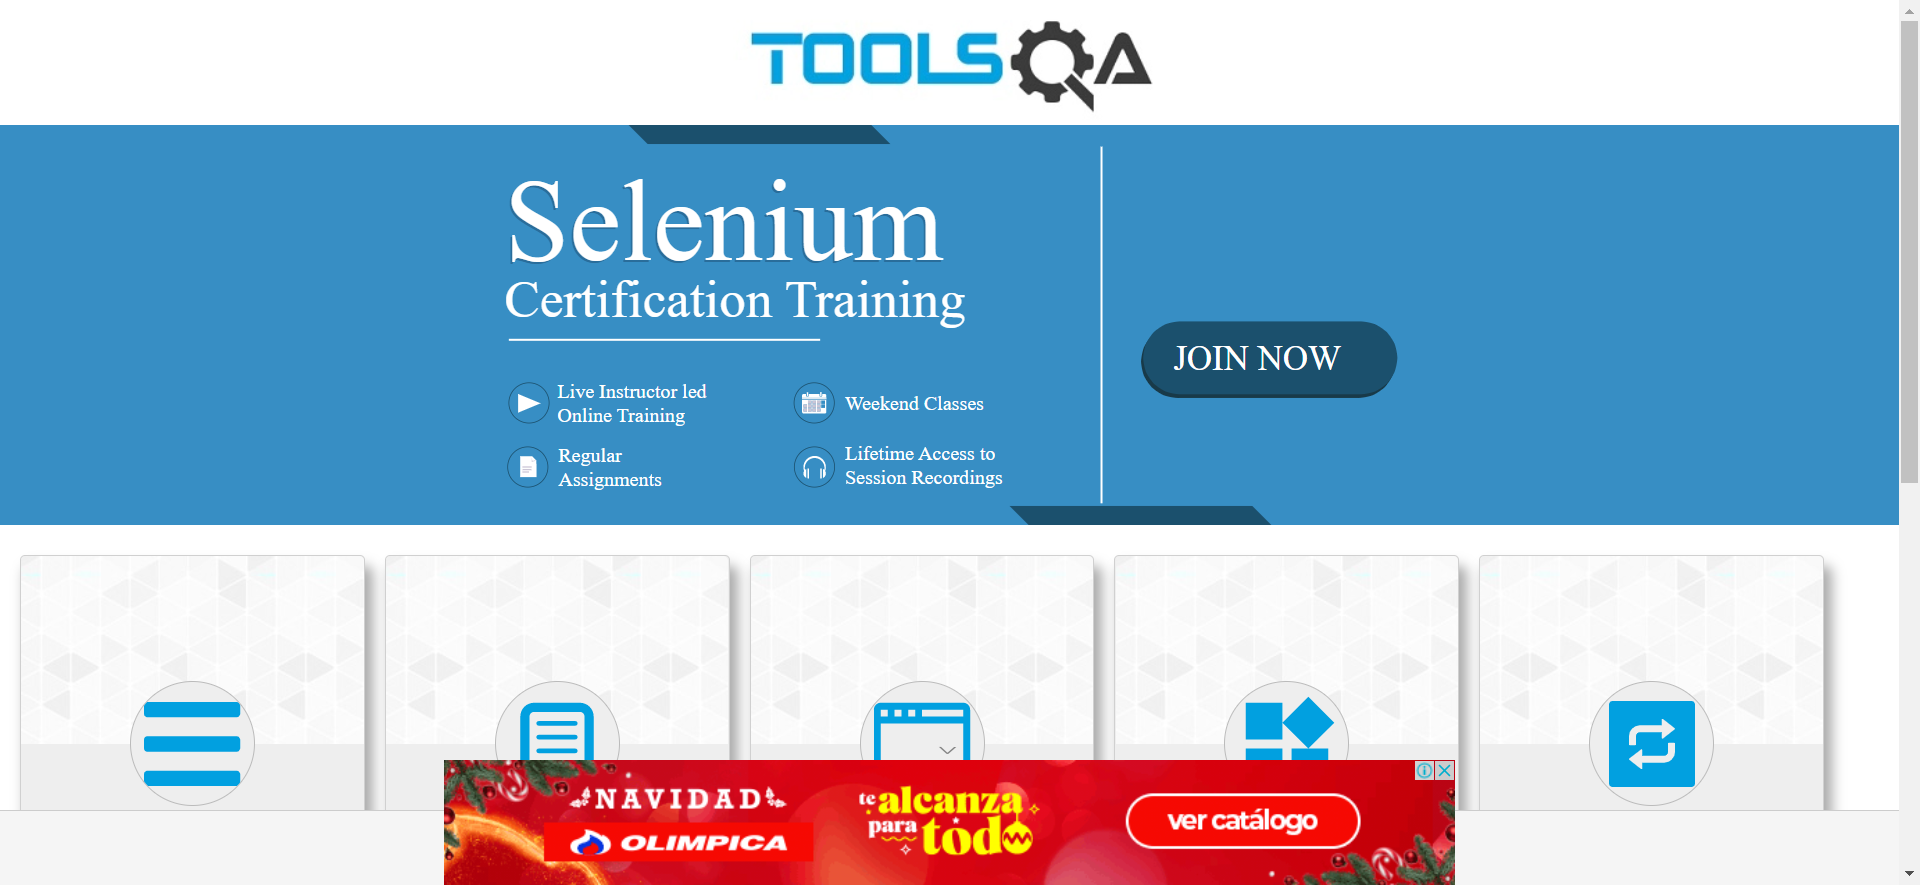 TOOLSQA
Selenium
Certification Training
Live Instructor led
Online Training
Weekend Classes
Regular
Assignments
Lifetime Access to
Session Recordings
JOIN NOW
NAVIDAD
OLIMPICA
te alcanza
para todo
ver catálogo